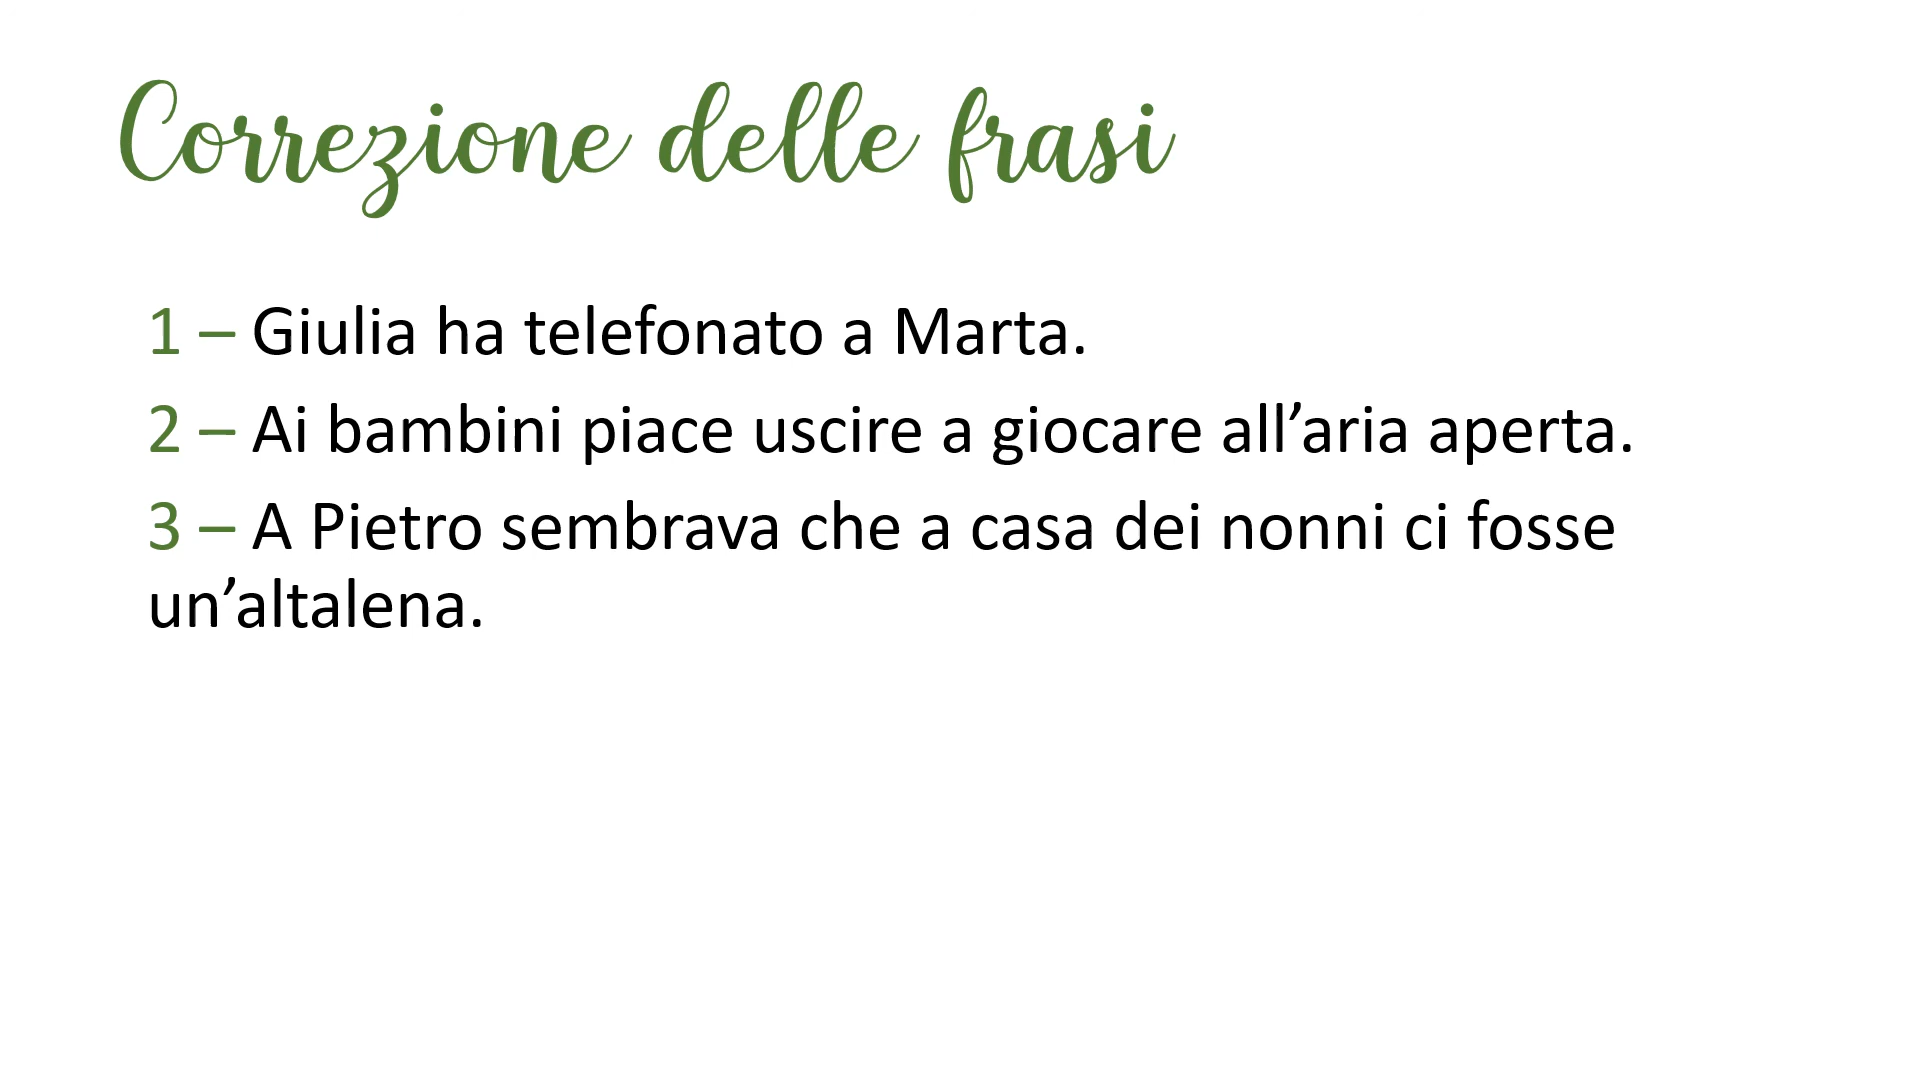 Correzione delle frasi
1 – Giulia ha telefonato a Marta.
2 – Ai bambini piace uscire a giocare all’aria aperta.
3 – A Pietro sembrava che a casa dei nonni ci fosse
un’altalena.